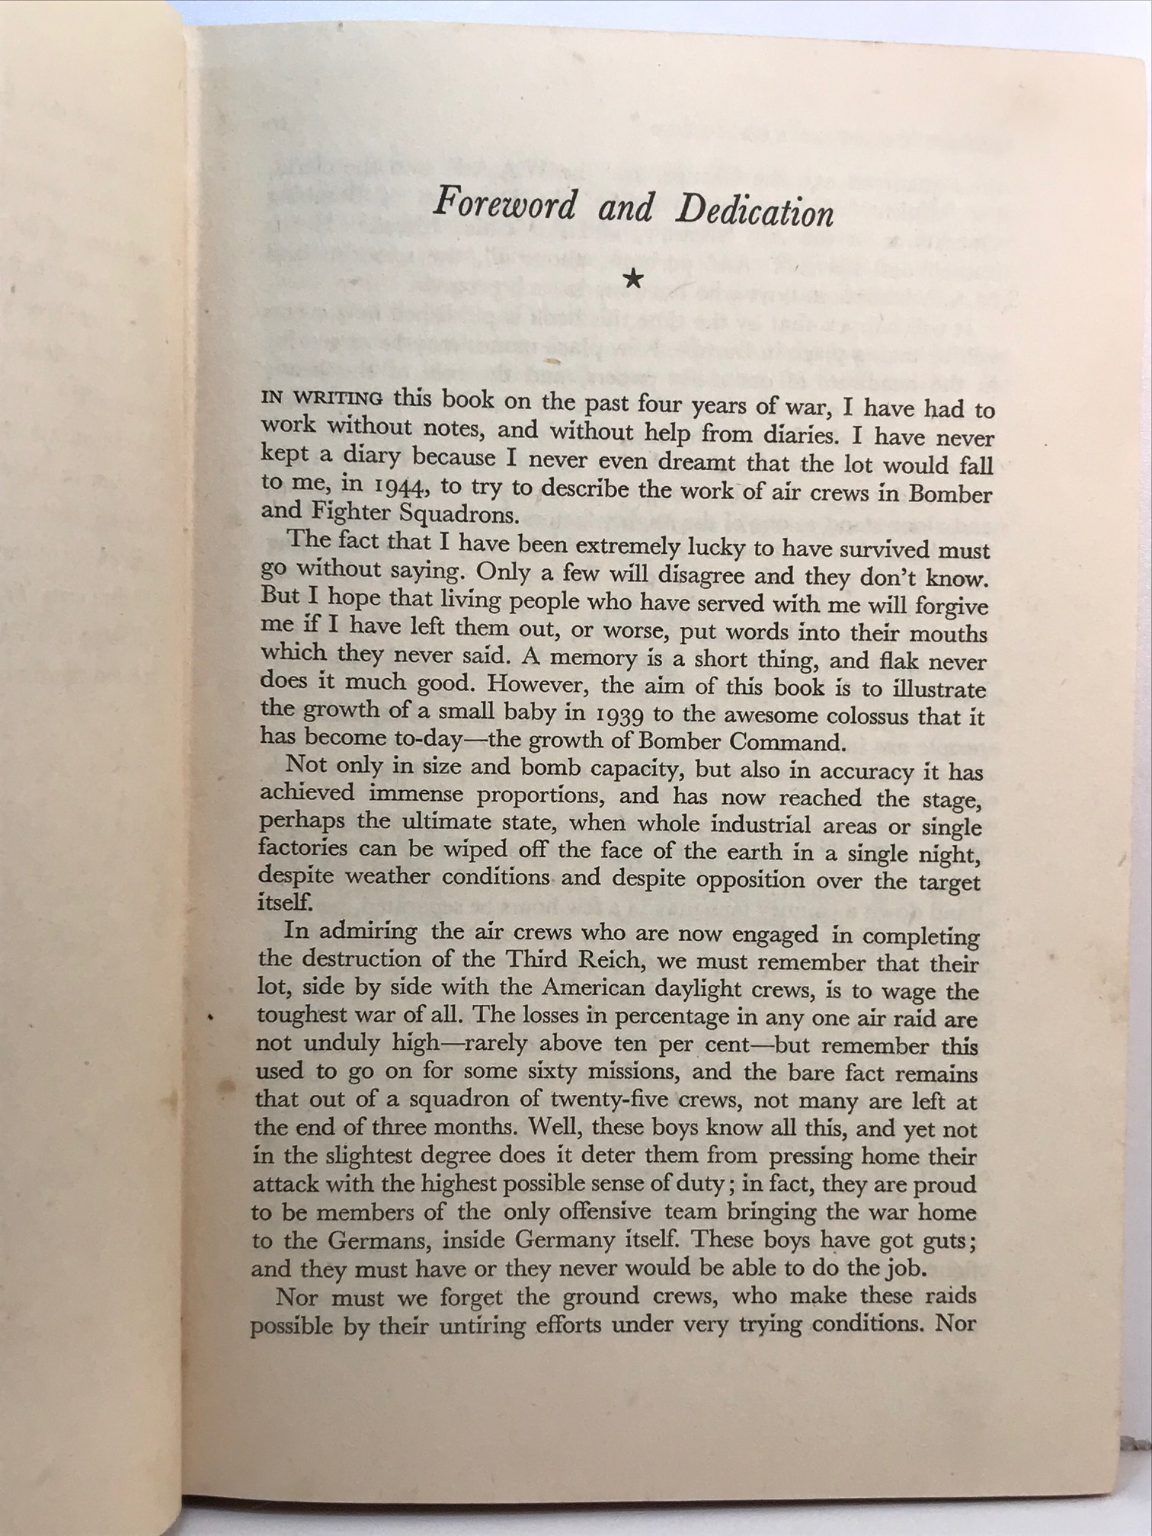 Foreword and Dedication
★
IN WRITING this book on the past four years of war, I have had to
work without notes, and without help from diaries. I have never
kept a diary because I never even dreamt that the lot would fall
to me, in 1944, to try to describe the work of air crews in Bomber
and Fighter Squadrons.
The fact that I have been extremely lucky to have survived must
go without saying. Only a few will disagree and they don't know.
But I hope that living people who have served with me will forgive
me if I have left them out, or worse, put words into their mouths
which they never said. A memory is a short thing, and flak never
does it much good. However, the aim of this book is to illustrate
the growth of a small baby in 1939 to the awesome colossus that it
has become to-day—the growth of Bomber Command.
Not only in size and bomb capacity, but also in accuracy it has
achieved immense proportions, and has now reached the stage,
perhaps the ultimate state, when whole industrial areas or single
factories can be wiped off the face of the earth in a single night,
despite weather conditions and despite opposition over the target
itself.
In admiring the air crews who are now engaged in completing
the destruction of the Third Reich, we must remember that their
lot, side by side with the American daylight crews, is to wage the
toughest war of all. The losses in percentage in any one air raid are
not unduly high—rarely above ten per cent—but remember this
used to go on for some sixty missions, and the bare fact remains
that out of a squadron of twenty-five crews, not many are left at
the end of three months. Well, these boys know all this, and yet not
in the slightest degree does it deter them from pressing home their
attack with the highest possible sense of duty; in fact, they are proud
to be members of the only offensive team bringing the war home
to the Germans, inside Germany itself. These boys have got guts;
and they must have or they never would be able to do the job.
Nor must we forget the ground crews, who make these raids
possible by their untiring efforts under very trying conditions. Nor